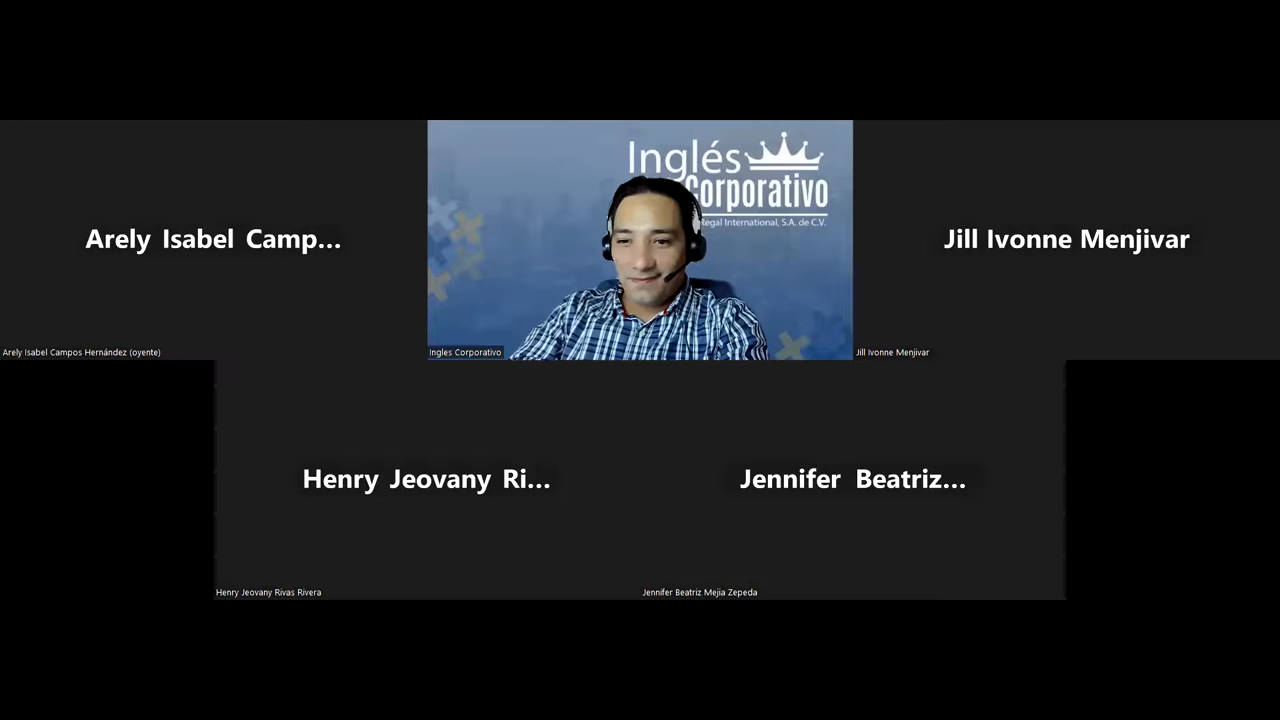 Arely Isabel Camp...
Arely Isabel Campos Hernández (oyente)
Inglés
Corporativo
Regal International, S.A. de C.V.
Ingles Corporativo
Jill Ivonne Menjivar
Jill Ivonne Menjivar
Henry Jeovany Ri...
Henry Jeovany Rivas Rivera
Jennifer Beatriz...
Jennifer Beatriz Mejia Zepeda